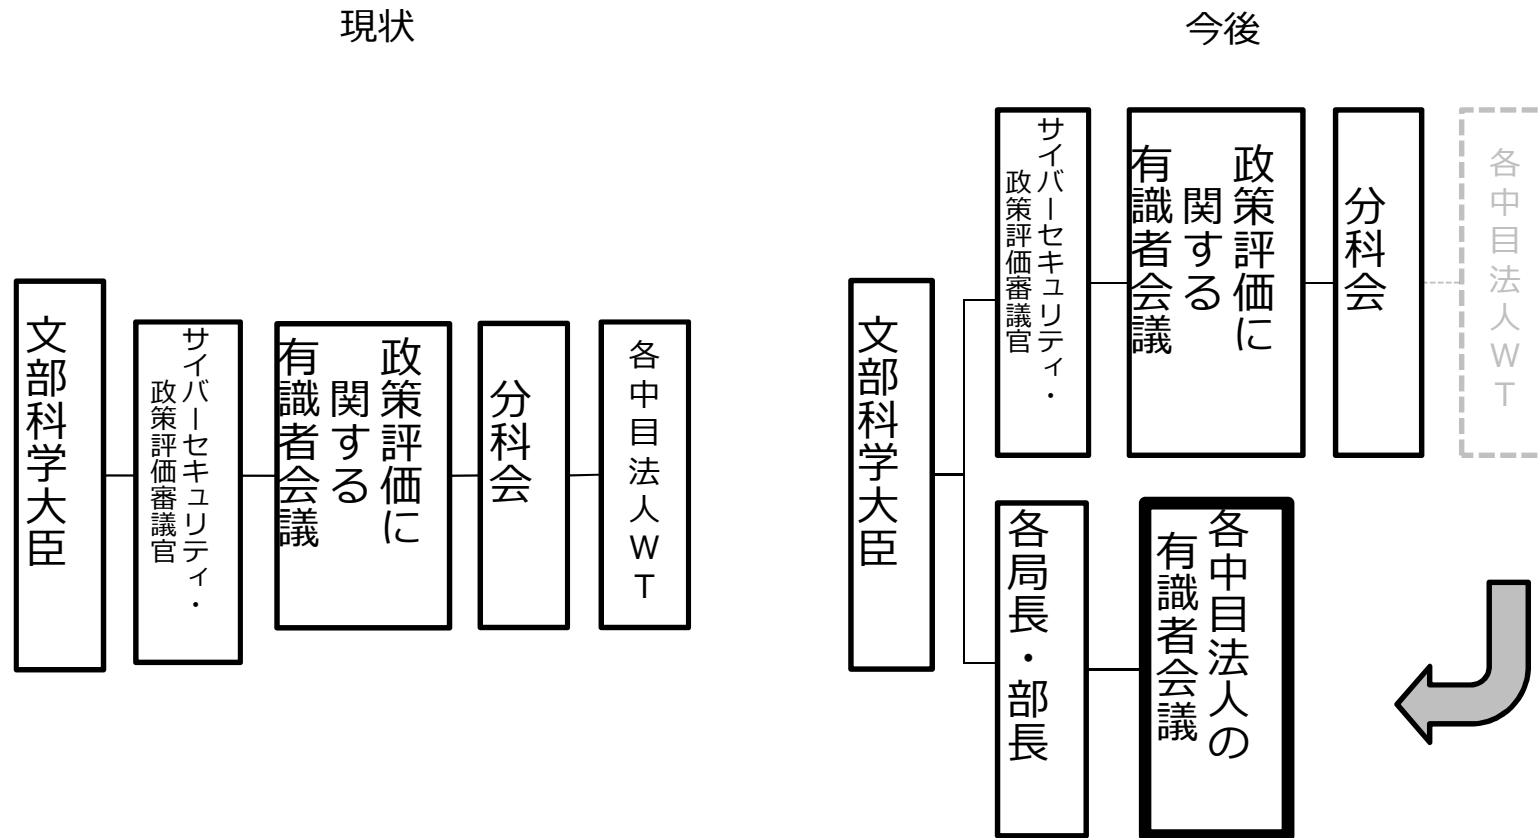 現状
文部科学大臣
サイバーセキュリティ・
政策評価審議官
政策評価に
関する
有識者会議
分科会
各中目法人ＷＴ
今後
文部科学大臣
サイバーセキュリティ・
政策評価審議官
政策評価に
関する
有識者会議
分科会
各中目法人ＷＴ
各局長・部長
各中目法人の
有識者会議